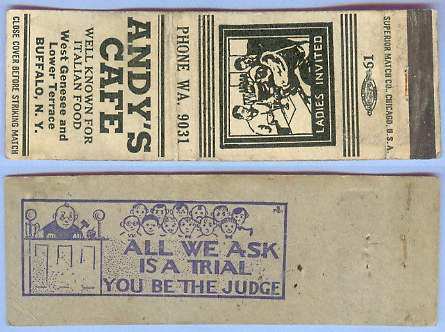 CLOSE COVER BEFORE STRIKING MATCH
ANDY'S
CAFE
WELL KNOWN FOR
ITALIAN FOOD
West Genesee and
Lower Terrace
BUFFALO, N. Y.
PHONE WA. 9031
LADIES INVITED
19
SUPERIOR MATCH CO., CHICAGO, U.S.A.
ALL WE ASK
IS A TRIAL
YOU BE THE JUDGE